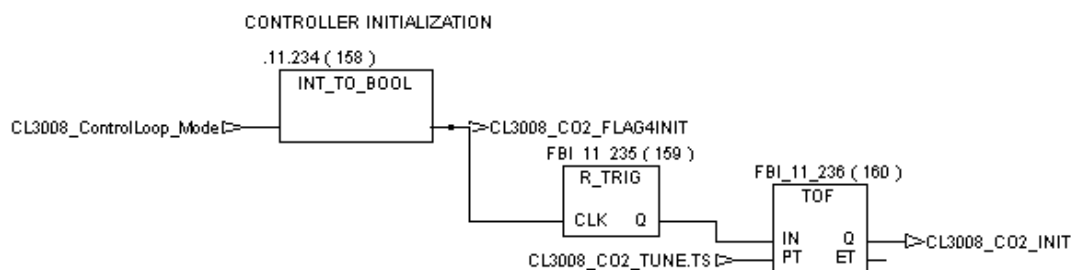 CONTROLLER INITIALIZATION
.11.234 ( 158 )
INT_TO_BOOL
CL3008_ControlLoop_Mode
CL3008_CO2_FLAG4INIT
FBI_11_235 ( 159 )
R_TRIG
CLK Q
FBI_11_236 ( 160 )
TOF
IN Q
CL3008_CO2_INIT
CL3008_CO2_TUNE.TS
PT ET